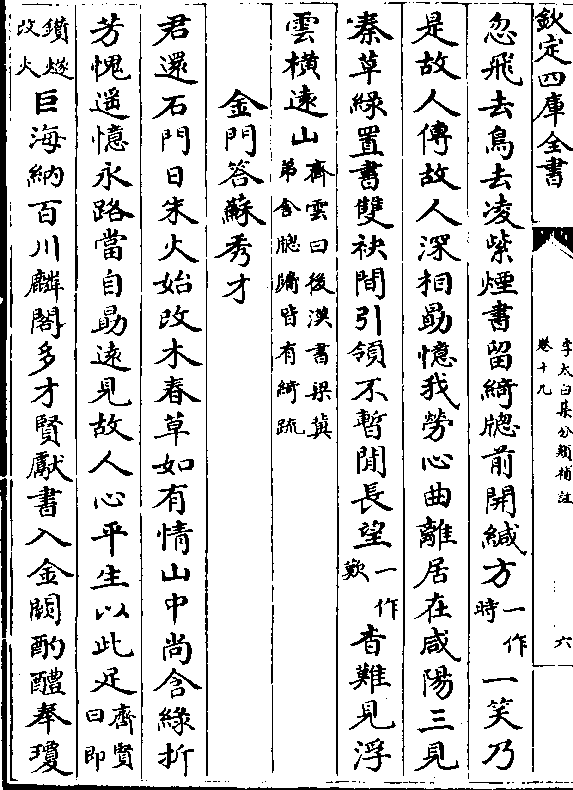 欽定四庫全書
李太白集分類補註
卷十九
六
忽飛去鳥去凌紫煙書留綺牕前開緘方一作時一笑乃
是故人傳故人深相勗憶我勞心曲離居在咸陽三見
秦草綠置書雙袂間引領不暫閒長望一作歎杳難見浮
雲橫遠山齊雲曰後漢書梁冀第舍牕牖皆有綺疏
金門答蘇秀才
君還石門日朱火始改木春草如有情山中尚含綠折
芳愧遥憶永路當自勗遠見故人心平生以此足齊賢曰即
鑚燧改火巨海納百川麟閣多才賢獻書入金闕酌醴奉瓊